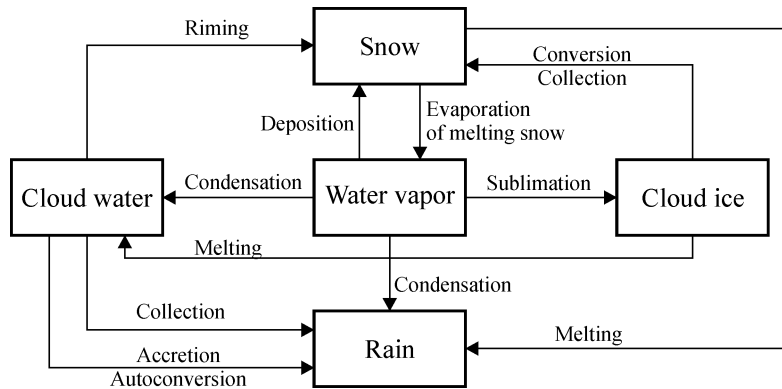 Riming
Snow
Conversion
Collection
Deposition
Evaporation
of melting snow
Cloud water
Condensation
Water vapor
Sublimation
Cloud ice
Melting
Condensation
Collection
Rain
Melting
Accretion
Autoconversion